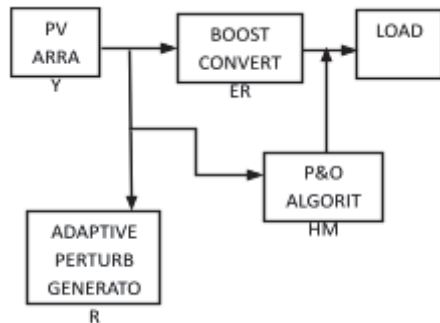 PV
ARRA
Y
BOOST
CONVERT
ER
LOAD
P&O
ALGORIT
HM
ADAPTIVE
PERTURB
GENERATO
R